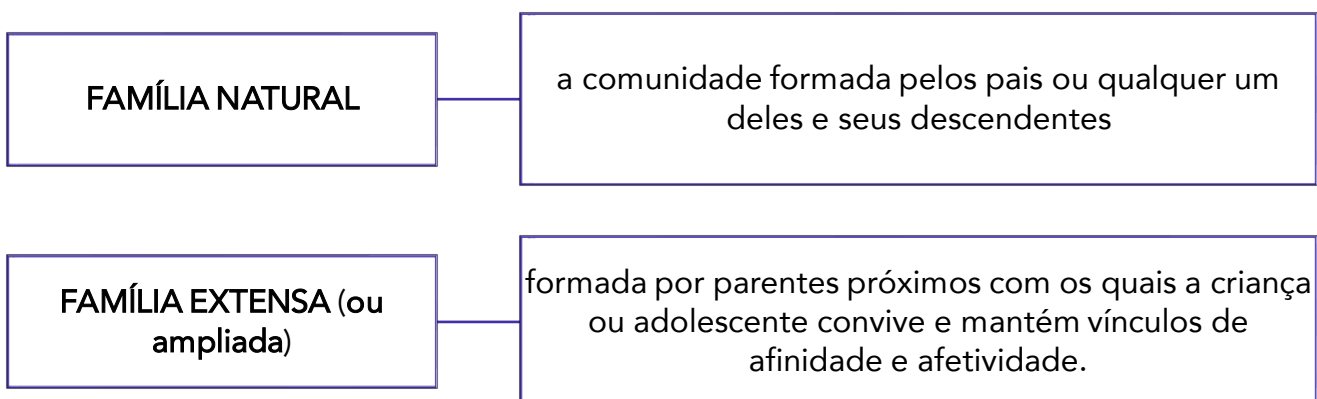 FAMÍLIA NATURAL
a comunidade formada pelos pais ou qualquer um
deles e seus descendentes
FAMÍLIA EXTENSA (ou
ampliada)
formada por parentes próximos com os quais a criança
ou adolescente convive e mantém vínculos de
afinidade e afetividade.